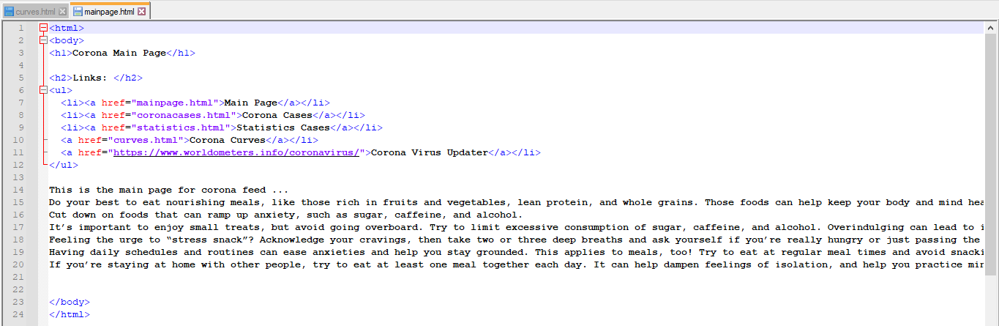 curves.html mainpage.html
1 <html>
2 <body>
3 <h1>Corona Main Page</h1>
4
5 <h2>Links: </h2>
6 <ul>
7 <li><a href="mainpage.html">Main Page</a></li>
8 <li><a href="coronacases.html">Corona Cases</a></li>
9 <li><a href="statistics.html">Statistics Cases</a></li>
10 <a href="curves.html">Corona Curves</a></li>
11 <a href="https://www.worldometers.info/coronavirus/">Corona Virus Updater</a></li>
12 </ul>
13
14 This is the main page for corona feed ...
15 Do your best to eat nourishing meals, like those rich in fruits and vegetables, lean protein, and whole grains. Those foods can help keep your body and mind hea
16 Cut down on foods that can ramp up anxiety, such as sugar, caffeine, and alcohol.
17 It’s important to enjoy small treats, but avoid going overboard. Try to limit excessive consumption of sugar, caffeine, and alcohol. Overindulging can lead to i
18 Feeling the urge to “stress snack”? Acknowledge your cravings, then take two or three deep breaths and ask yourself if you’re really hungry or just passing the
19 Having daily schedules and routines can ease anxieties and help you stay grounded. This applies to meals, too! Try to eat at regular meal times and avoid snacki
20 If you’re staying at home with other people, try to eat at least one meal together each day. It can help dampen feelings of isolation, and help you practice mir
21
22
23 </body>
24 </html>